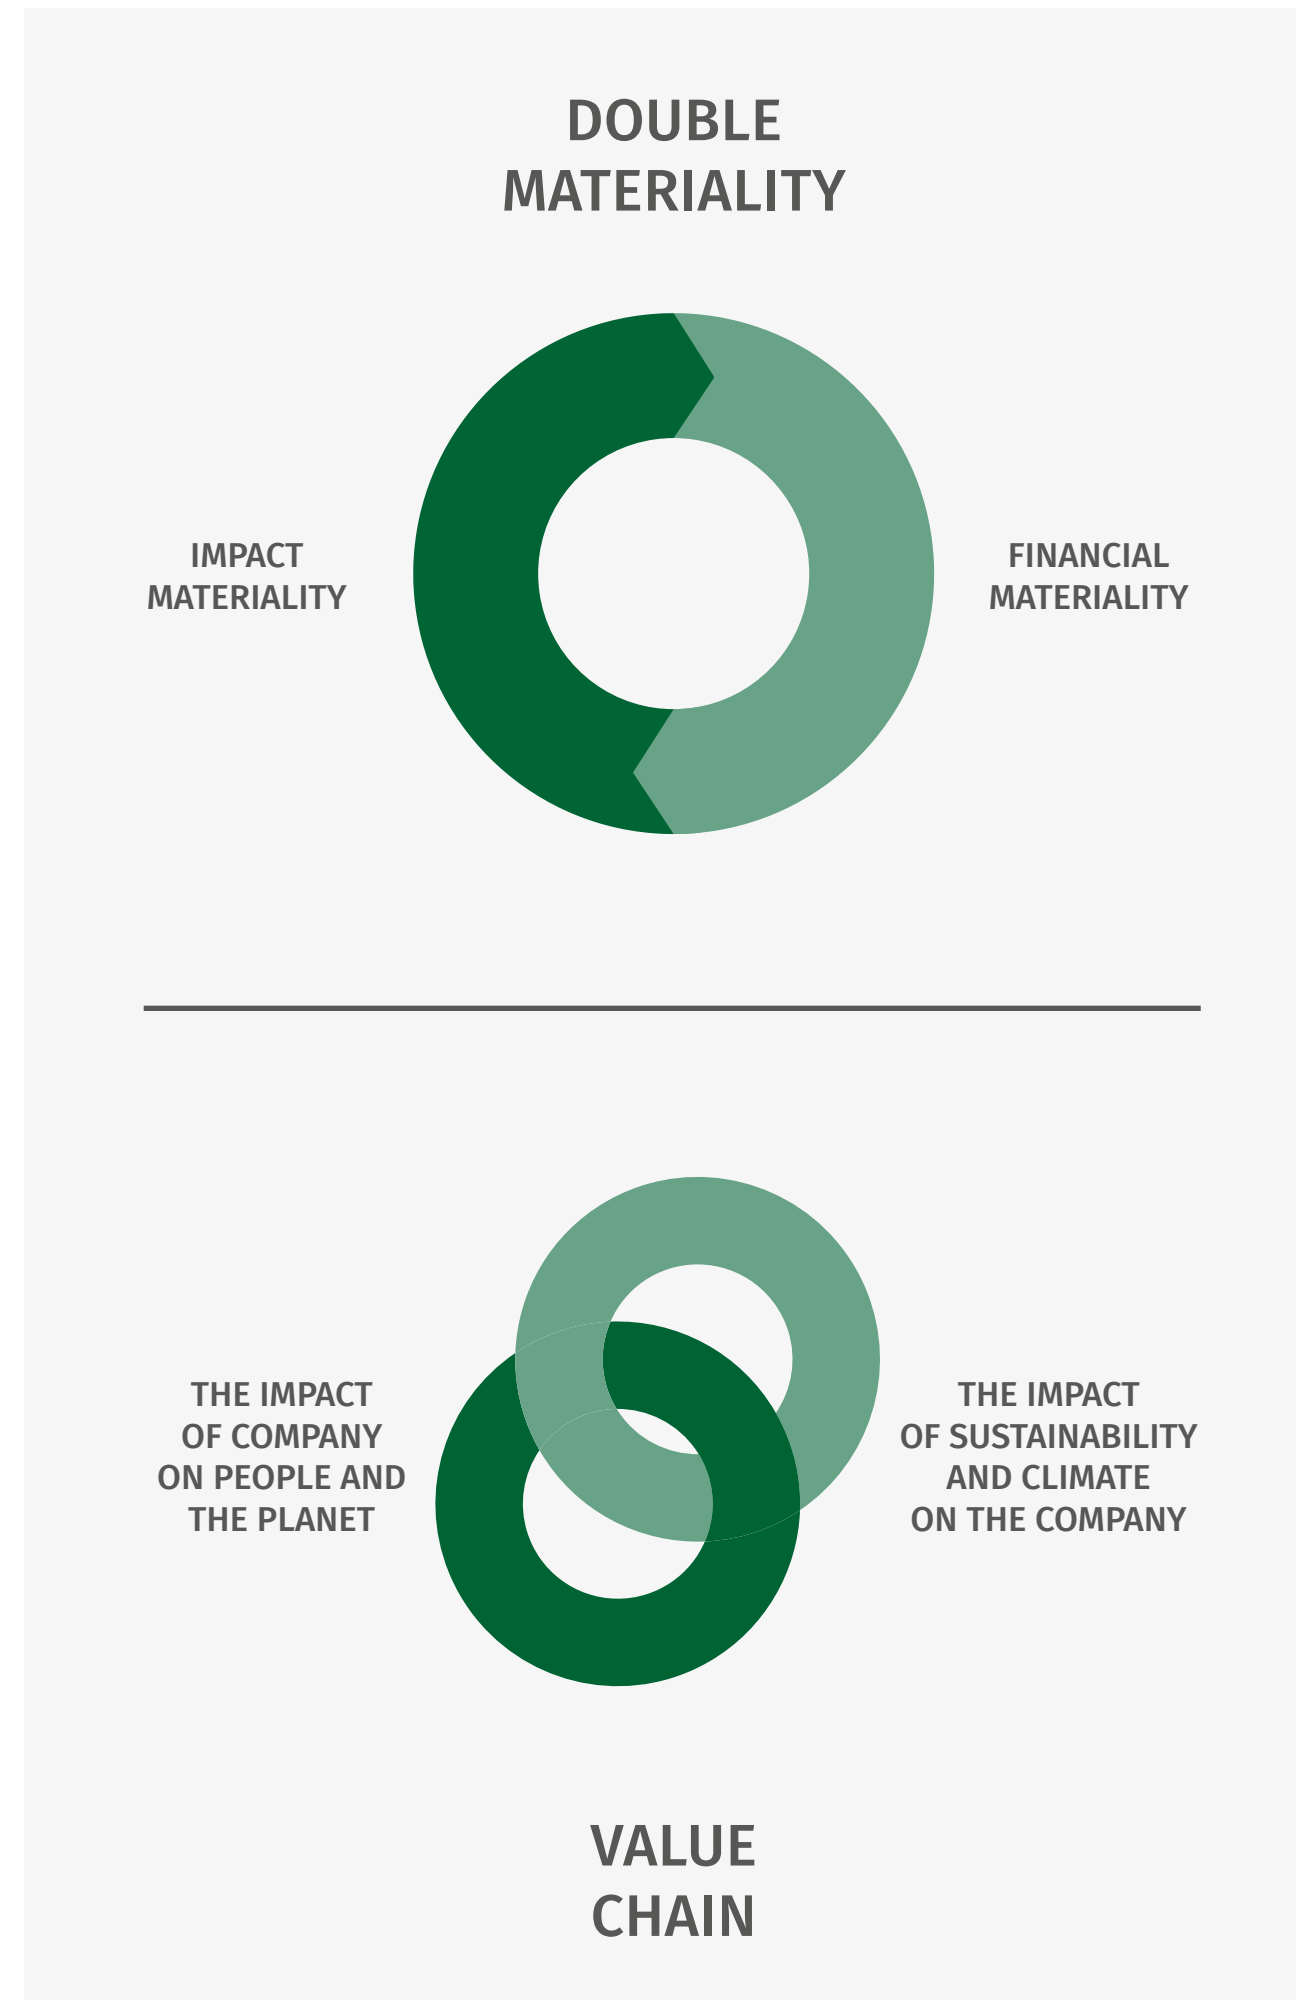 DOUBLE
MATERIALITY
IMPACT
MATERIALITY
FINANCIAL
MATERIALITY
THE IMPACT
OF COMPANY
ON PEOPLE AND
THE PLANET
THE IMPACT
OF SUSTAINABILITY
AND CLIMATE
ON THE COMPANY
VALUE
CHAIN